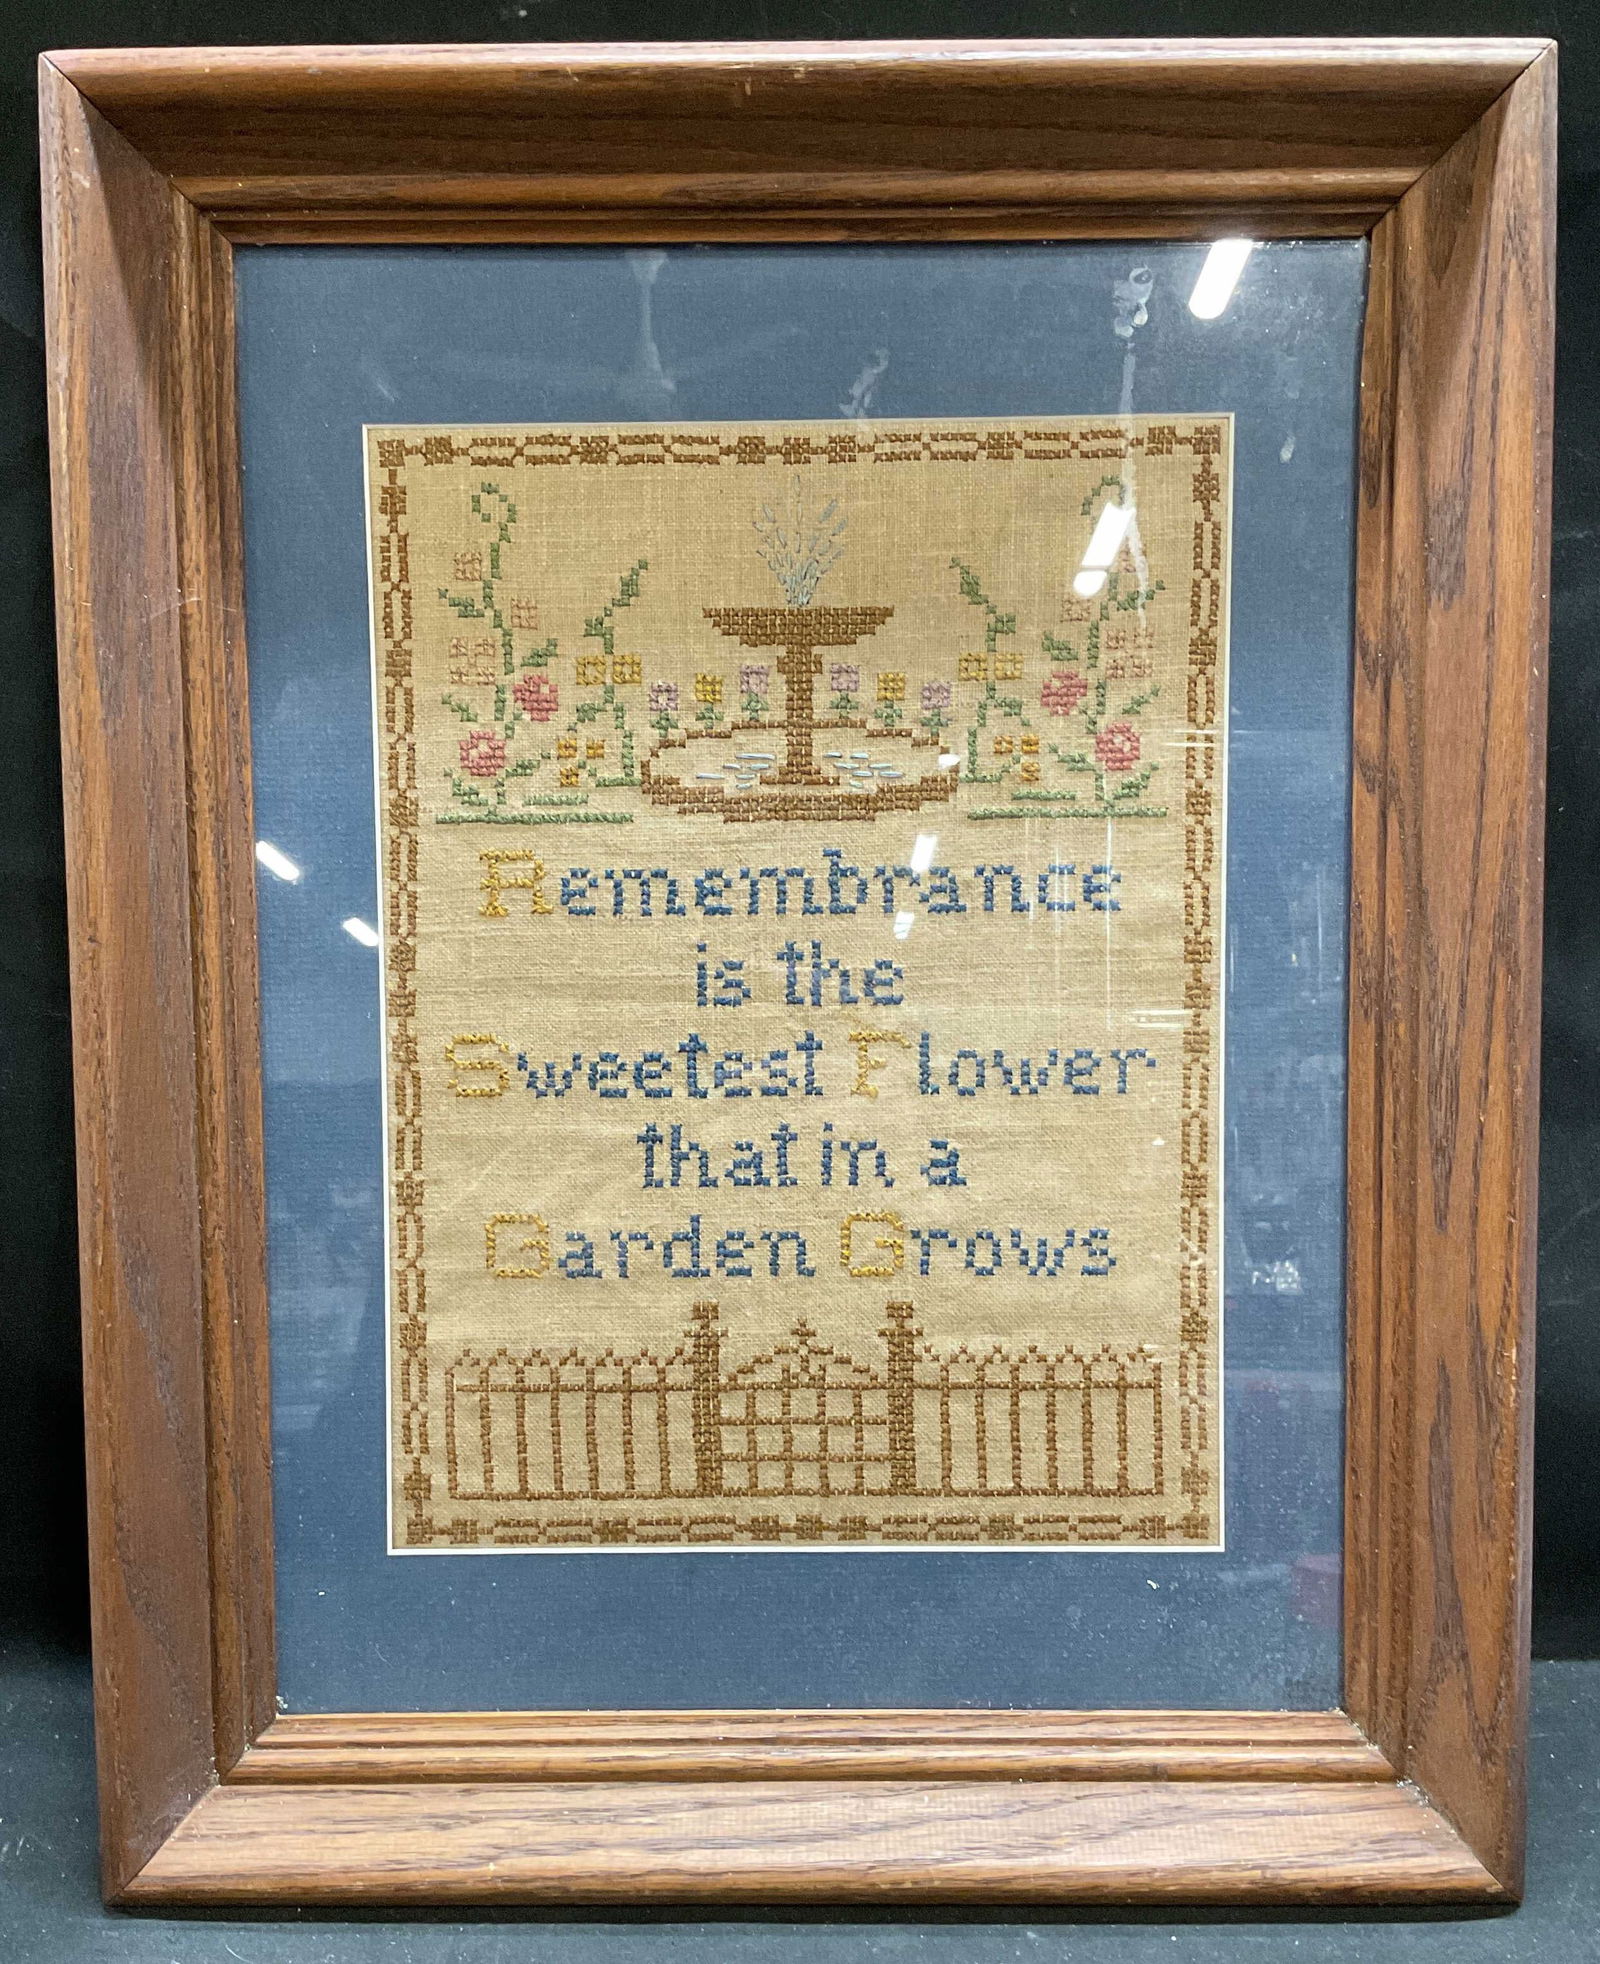 Remembrance
is the
Sweetest Flower
that in a
Garden Grows